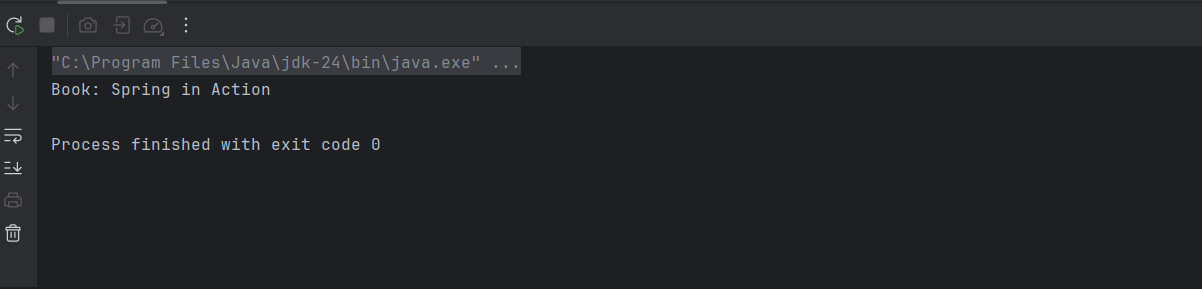 "C:\Program Files\Java\jdk-24\bin\java.exe" ...
Book: Spring in Action
Process finished with exit code 0